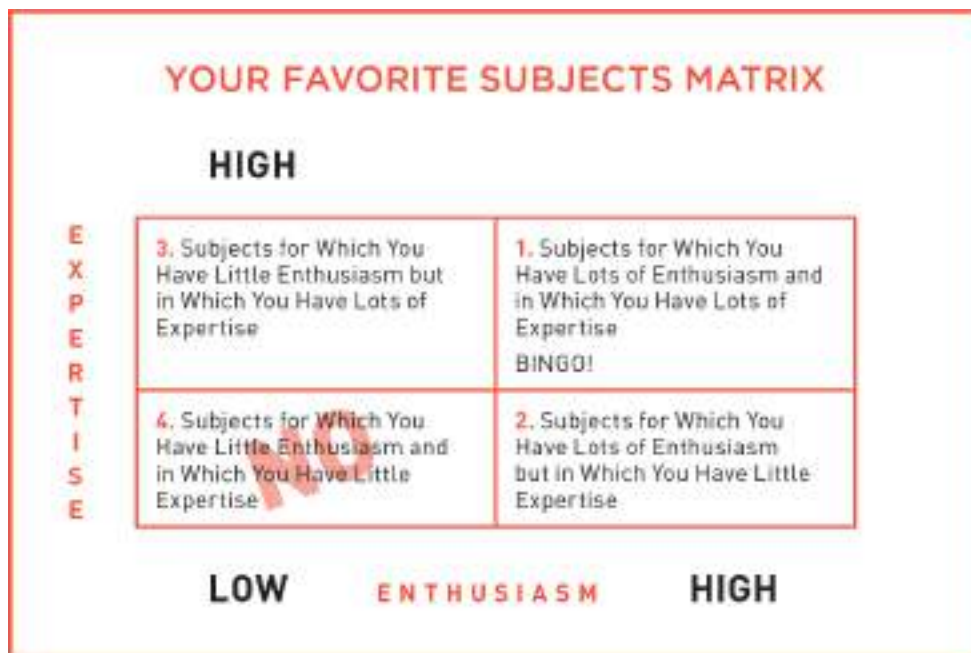 YOUR FAVORITE SUBJECTS MATRIX
HIGH
EXPERTISE
3. Subjects for Which You
Have Little Enthusiasm but
in Which You Have Lots of
Expertise
1. Subjects for Which You
Have Lots of Enthusiasm and
in Which You Have Lots of
Expertise
BINGO!
4. Subjects for Which You
Have Little Enthusiasm and
in Which You Have Little
Expertise
NO
2. Subjects for Which You
Have Lots of Enthusiasm
but in Which You Have Little
Expertise
LOW ENTHUSIASM HIGH